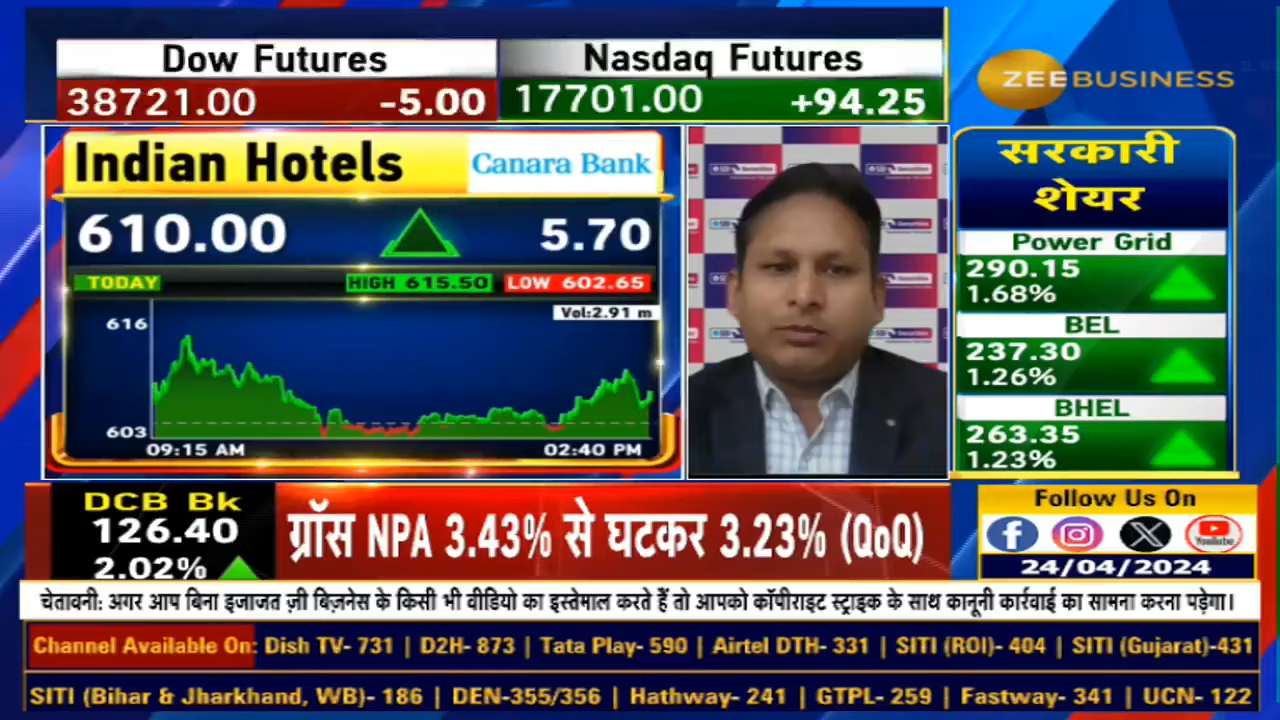 Dow Futures
38721.00 -5.00
Nasdaq Futures
17701.00 +94.25
ZEEBUSINESS
Indian Hotels
Canara Bank
610.00 5.70
TODAY HIGH 615.50 LOW 602.65
Vol:2.91 m
616
603
09:15 AM 02:40 PM
सरकारी
शेयर
Power Grid
290.15
1.68%
BEL
237.30
1.26%
BHEL
263.35
1.23%
DCB Bk
126.40
2.02%
ग्रॉस NPA 3.43% से घटकर 3.23% (QoQ)
Follow Us On
YouTube
24/04/2024
चेतावनी: अगर आप बिना इजाजत ज़ी बिज़नेस के किसी भी वीडियो का इस्तेमाल करते हैं तो आपको कॉपीराइट स्ट्राइक के साथ कानूनी कार्रवाई का सामना करना पड़ेगा।
Channel Available On: Dish TV- 731 | D2H- 873 | Tata Play- 590 | Airtel DTH- 331 | SITI (ROI)- 404 | SITI (Gujarat)-431
SITI (Bihar & Jharkhand, WB)- 186 | DEN-355/356 | Hathway- 241 | GTPL- 259 | Fastway- 341 | UCN- 122